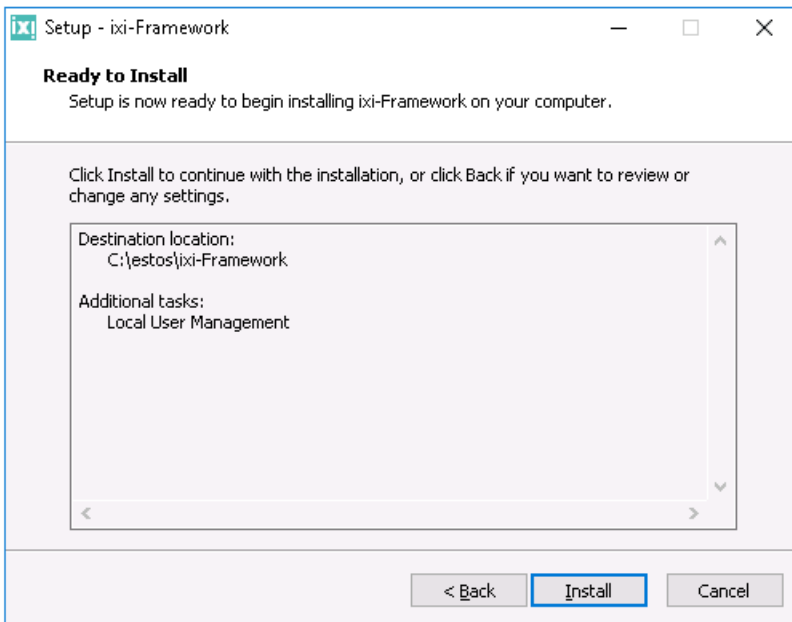 ixi Setup - ixi-Framework
Ready to Install
Setup is now ready to begin installing ixi-Framework on your computer.
Click Install to continue with the installation, or click Back if you want to review or
change any settings.
Destination location:
C:\estos\ixi-Framework
Additional tasks:
Local User Management
< Back Install Cancel